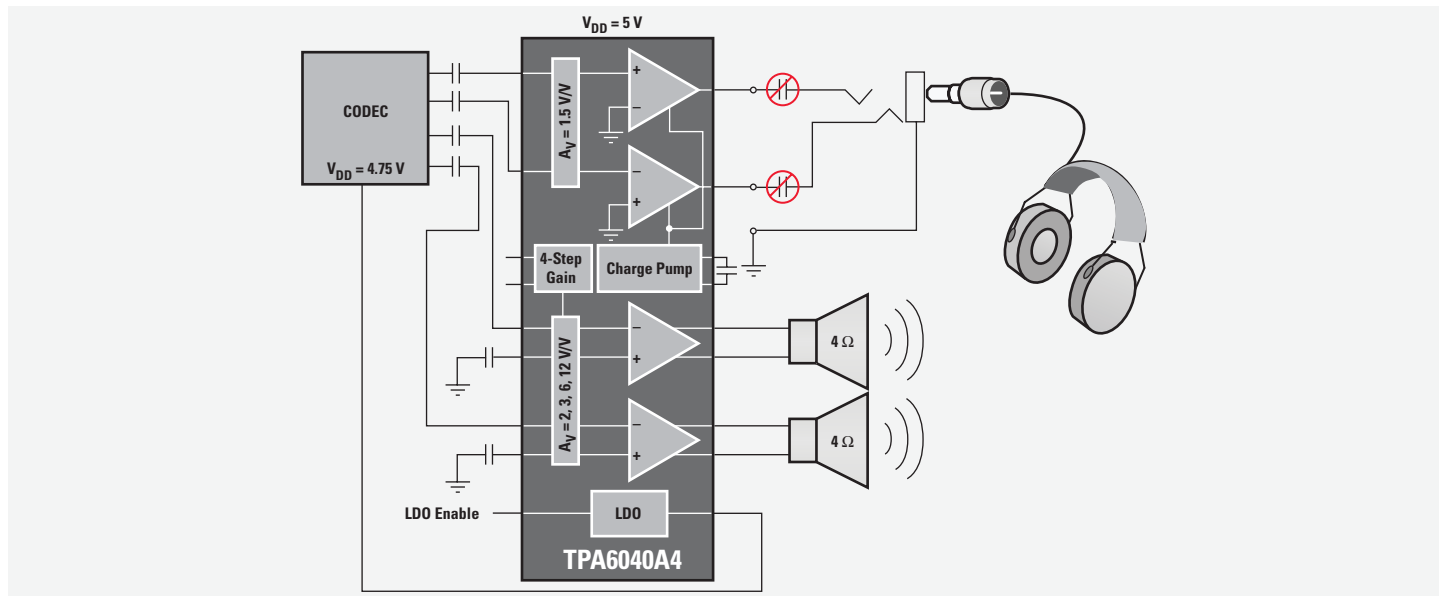 V_DD = 5 V
CODEC
V_DD = 4.75 V
A_V = 1.5 V/V
+
–
–
+
4-Step
Gain
Charge Pump
A_V = 2, 3, 6, 12 V/V
–
+
4 Ω
–
+
4 Ω
LDO Enable
LDO
TPA6040A4